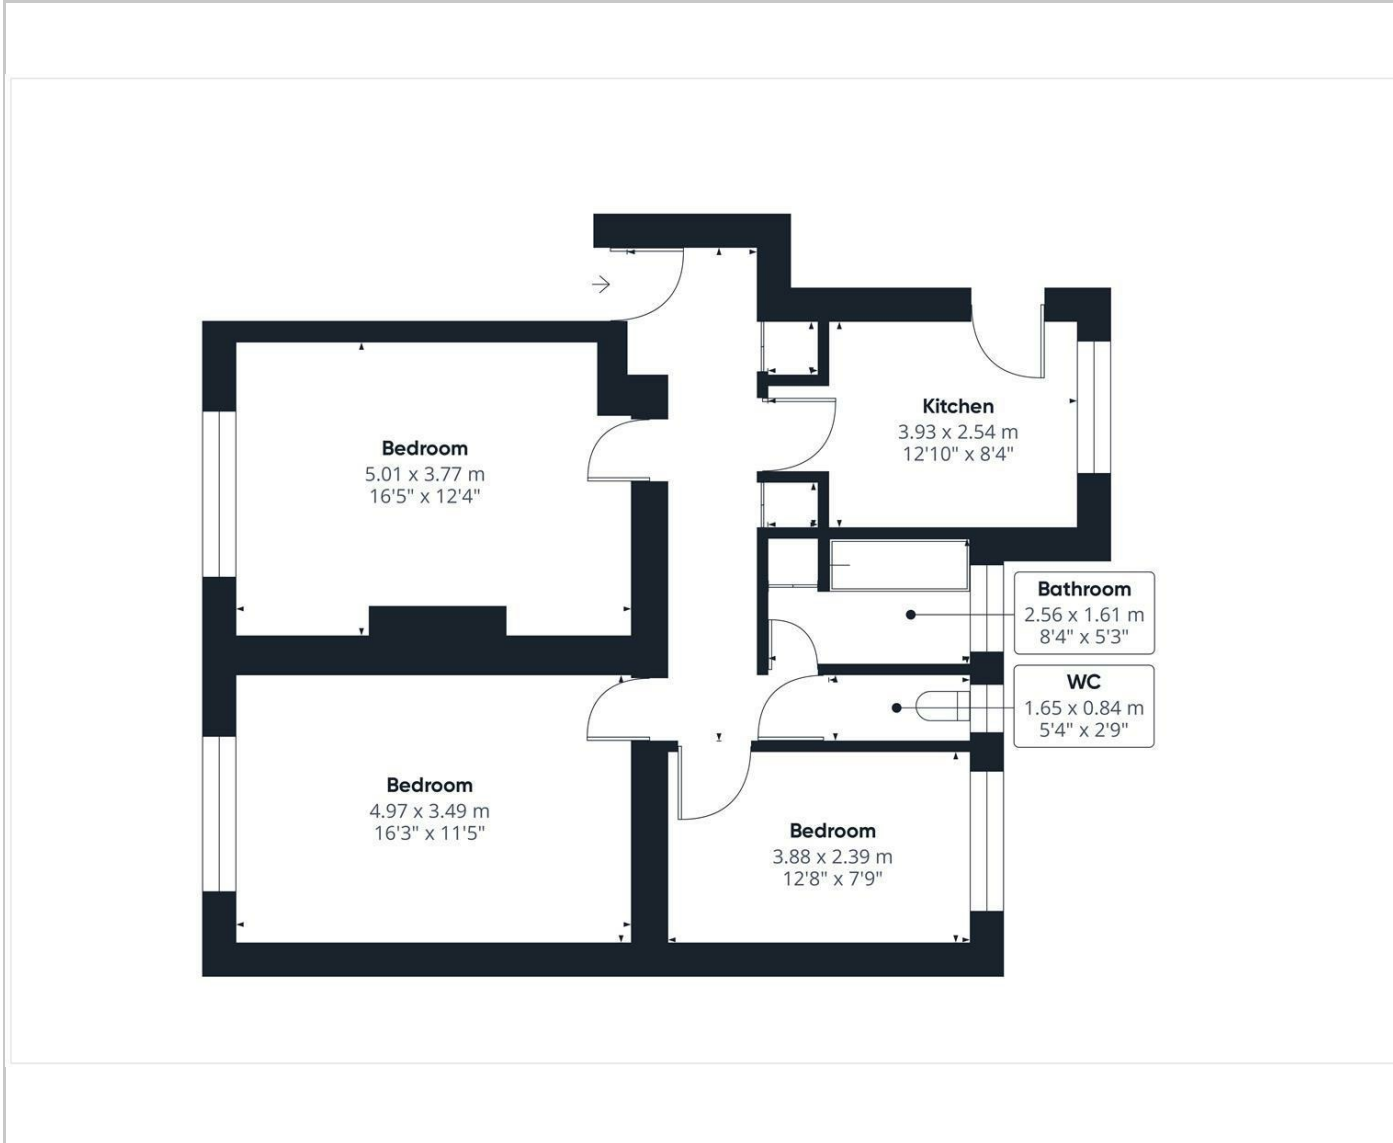 Kitchen
3.93 x 2.54 m
12'10" x 8'4"
Bedroom
5.01 x 3.77 m
16'5" x 12'4"
Bathroom
2.56 x 1.61 m
8'4" x 5'3"
WC
1.65 x 0.84 m
5'4" x 2'9"
Bedroom
4.97 x 3.49 m
16'3" x 11'5"
Bedroom
3.88 x 2.39 m
12'8" x 7'9"